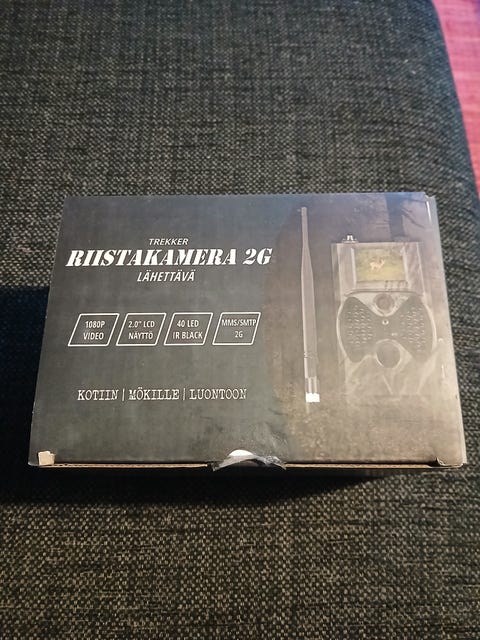 TREKKER
RIISTAKAMERA 2G
LÄHETTÄVÄ
1080P
VIDEO
2.0" LCD
NÄYTTÖ
40 LED
IR BLACK
MMS/SMTP
2G
KOTIIN | MÖKILLE | LUONTOON